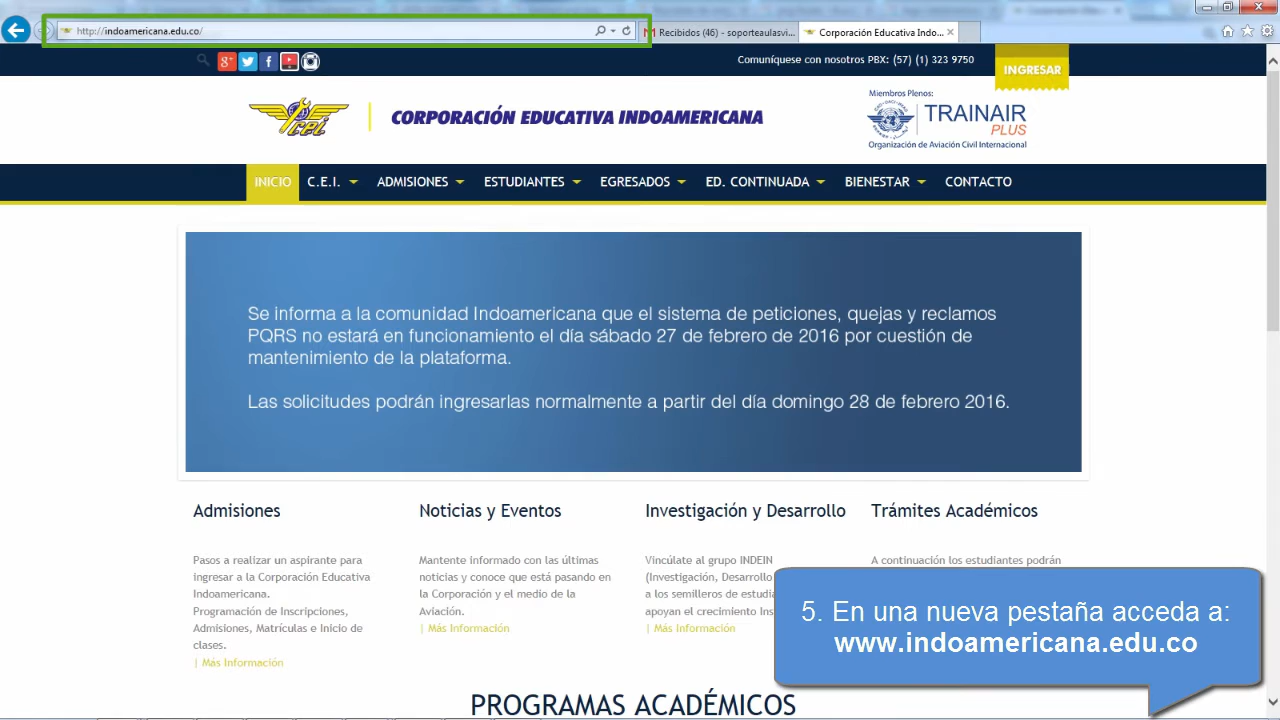 http://indoamericana.edu.co/
Recibidos (46) - soporteaulasvi...
Corporación Educativa Indo...
Comuníquese con nosotros PBX: (57) (1) 323 9750
INGRESAR
cei
CORPORACIÓN EDUCATIVA INDOAMERICANA
Miembros Plenos:
TRAINAIR
PLUS
Organización de Aviación Civil Internacional
INICIO C.E.I. ADMISIONES ESTUDIANTES EGRESADOS ED. CONTINUADA BIENESTAR CONTACTO
Se informa a la comunidad Indoamericana que el sistema de peticiones, quejas y reclamos
PQRS no estará en funcionamiento el día sábado 27 de febrero de 2016 por cuestión de
mantenimiento de la plataforma.
Las solicitudes podrán ingresarlas normalmente a partir del día domingo 28 de febrero 2016.
Admisiones
Pasos a realizar un aspirante para
ingresar a la Corporación Educativa
Indoamericana.
Programación de Inscripciones,
Admisiones, Matrículas e Inicio de
clases.
| Más Información
Noticias y Eventos
Mantente informado con las últimas
noticias y conoce que está pasando en
la Corporación y el medio de la
Aviación.
| Más Información
Investigación y Desarrollo
Vincúlate al grupo INDEIN
(Investigación, Desarrollo
a los semilleros de estudia
apoyan el crecimiento Ins
| Más Información
Trámites Académicos
A continuación los estudiantes podrán
5. En una nueva pestaña acceda a:
www.indoamericana.edu.co
PROGRAMAS ACADÉMICOS